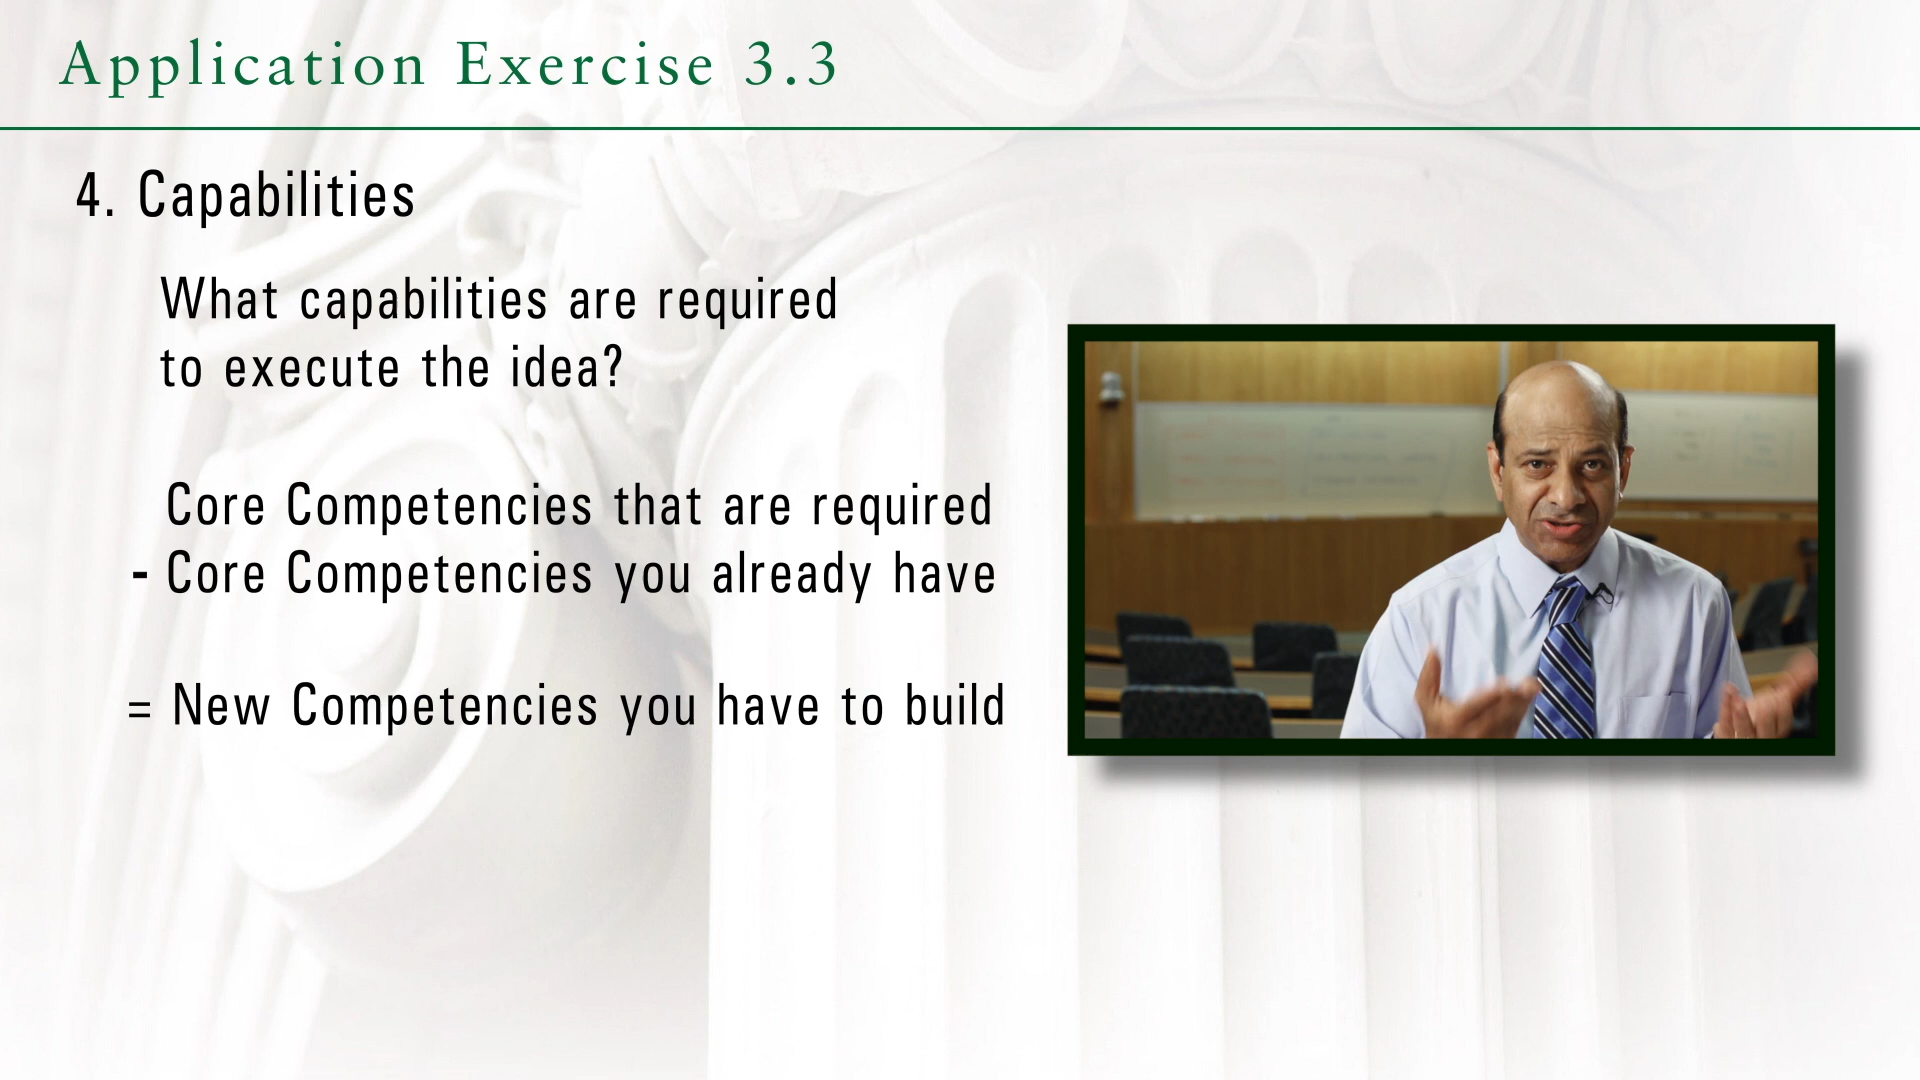 Application Exercise 3.3
4. Capabilities
What capabilities are required
to execute the idea?
Core Competencies that are required
- Core Competencies you already have
= New Competencies you have to build